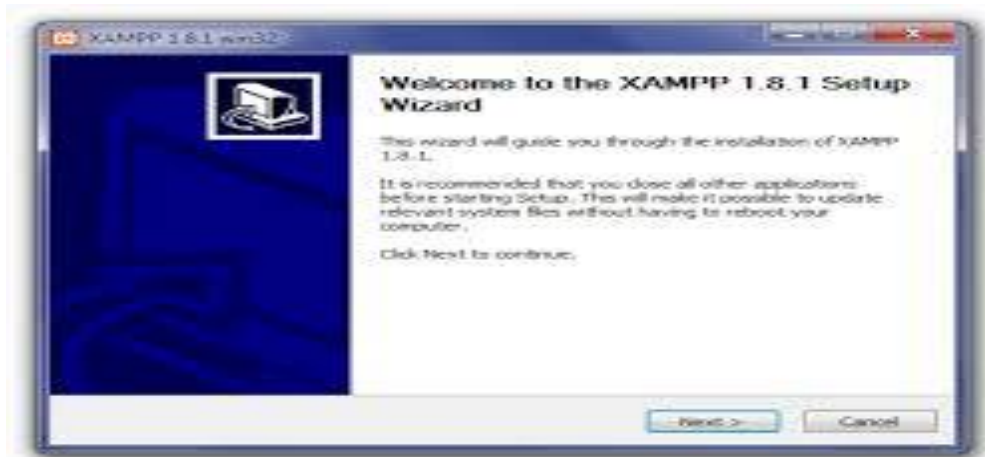 XAMPP 1.8.1 win32
Welcome to the XAMPP 1.8.1 Setup
Wizard
This wizard will guide you through the installation of XAMPP
1.8.1.
It is recommended that you close all other applications
before starting Setup. This will make it possible to update
relevant system files without having to reboot your
computer.
Click Next to continue.
Next >
Cancel